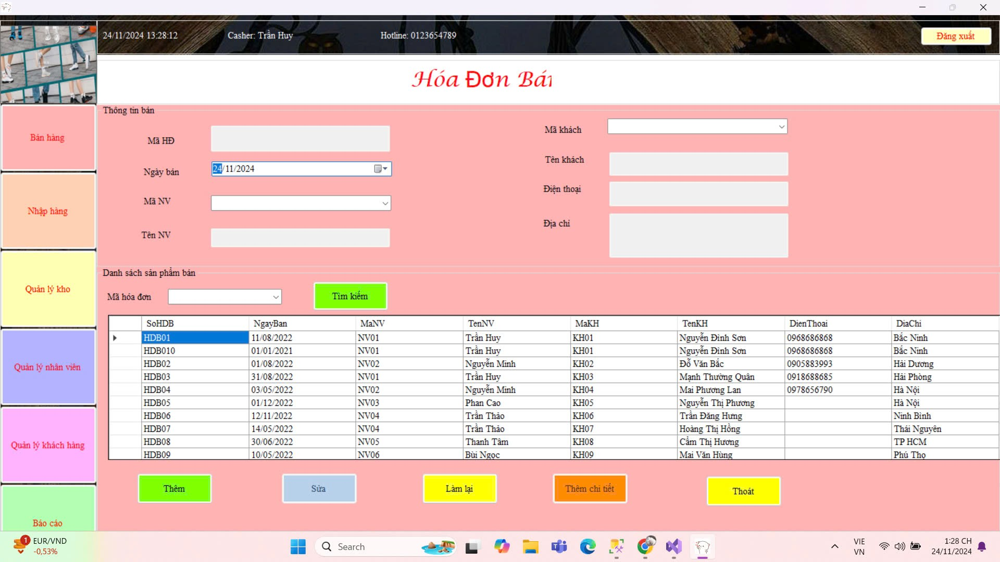 24/11/2024 13:28:12 Casher: Trần Huy Hotline: 0123654789 Đăng xuất
Hóa Đơn Bán
Thông tin bán
Mã HĐ
Ngày bán 24/11/2024
Mã NV
Tên NV
Mã khách
Tên khách
Điện thoại
Địa chỉ
Bán hàng
Nhập hàng
Quản lý kho
Quản lý nhân viên
Quản lý khách hàng
Báo cáo
Danh sách sản phẩm bán
Mã hóa đơn Tìm kiếm
SoHDB NgayBan MaNV TenNV MaKH TenKH DienThoai DiaChi
HDB01 11/08/2022 NV01 Trần Huy KH01 Nguyễn Đình Sơn 0968686868 Bắc Ninh
HDB010 01/01/2021 NV01 Trần Huy KH01 Nguyễn Đình Sơn 0968686868 Bắc Ninh
HDB02 01/08/2022 NV02 Nguyễn Minh KH02 Đỗ Văn Bắc 0905883993 Hải Dương
HDB03 31/08/2022 NV01 Trần Huy KH03 Mạnh Thường Quân 0918688685 Hải Phòng
HDB04 03/05/2022 NV02 Nguyễn Minh KH04 Mai Phương Lan 0978656790 Hà Nội
HDB05 01/12/2022 NV03 Phan Cao KH05 Nguyễn Thị Phương Hà Nội
HDB06 12/11/2022 NV04 Trần Thảo KH06 Trần Đăng Hưng Ninh Bình
HDB07 14/05/2022 NV04 Trần Thảo KH07 Hoàng Thị Hồng Thái Nguyên
HDB08 30/06/2022 NV05 Thanh Tâm KH08 Cẩm Thị Hương TP HCM
HDB09 10/05/2022 NV06 Bùi Ngọc KH09 Mai Văn Hùng Phú Thọ
Thêm Sửa Làm lại Thêm chi tiết Thoát
1 EUR/VND
-0,53%
Search
VIE
VN
1:28 CH
24/11/2024